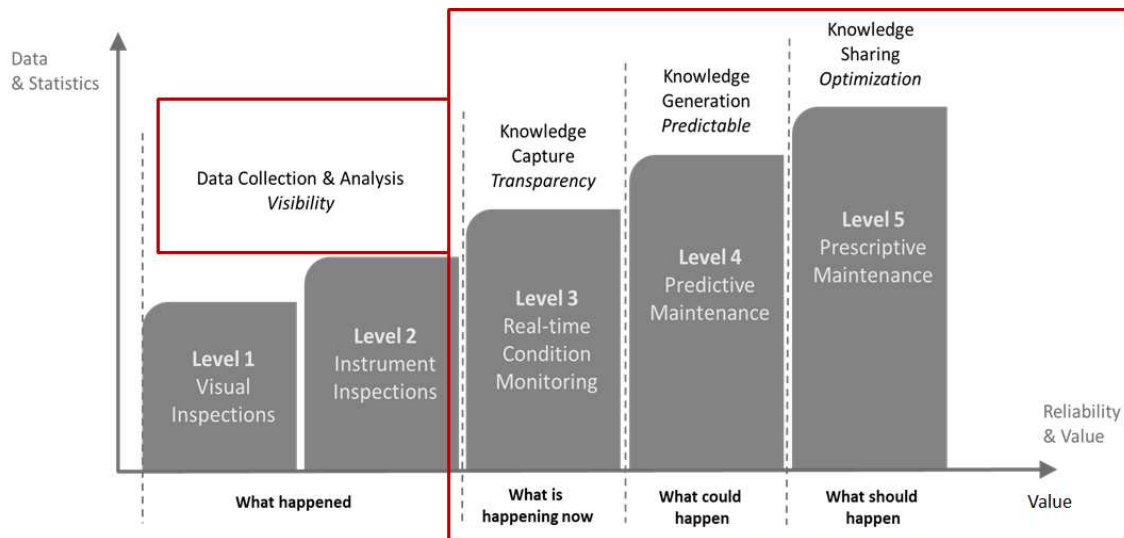 Data
& Statistics
Data Collection & Analysis
Visibility
Knowledge
Capture
Transparency
Knowledge
Generation
Predictable
Knowledge
Sharing
Optimization
Level 1
Visual
Inspections
Level 2
Instrument
Inspections
Level 3
Real-time
Condition
Monitoring
Level 4
Predictive
Maintenance
Level 5
Prescriptive
Maintenance
Reliability
& Value
What happened
What is
happening now
What could
happen
What should
happen
Value